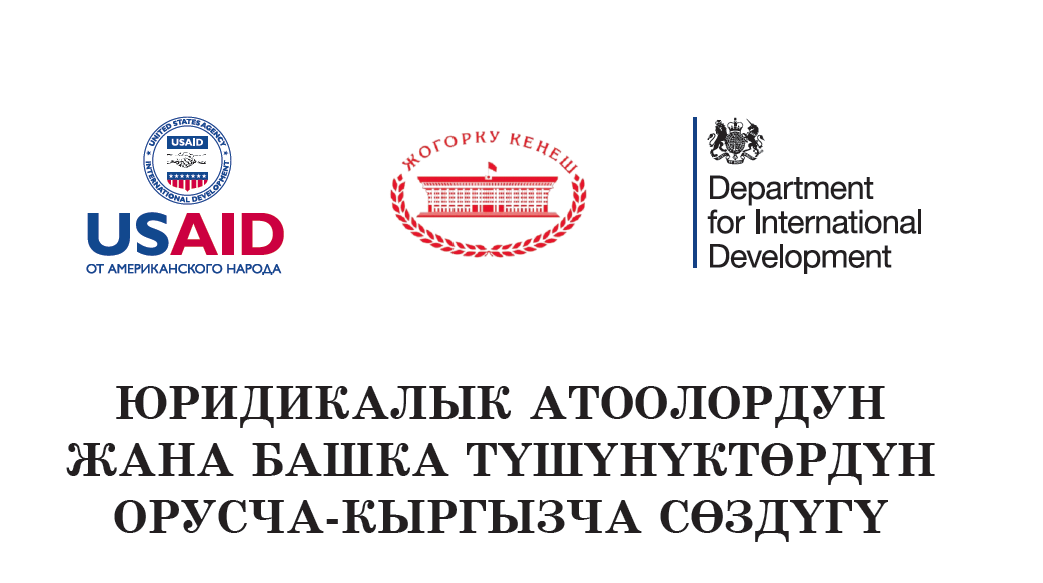 UNITED STATES AGENCY
USAID
INTERNATIONAL DEVELOPMENT
USAID
ОТ АМЕРИКАНСКОГО НАРОДА
ЖОГОРКУ КЕҢЕШ
Department
for International
Development
ЮРИДИКАЛЫК АТООЛОРДУН
ЖАНА БАШКА ТҮШҮНҮКТӨРДҮН
ОРУСЧА-КЫРГЫЗЧА СӨЗДҮГҮ